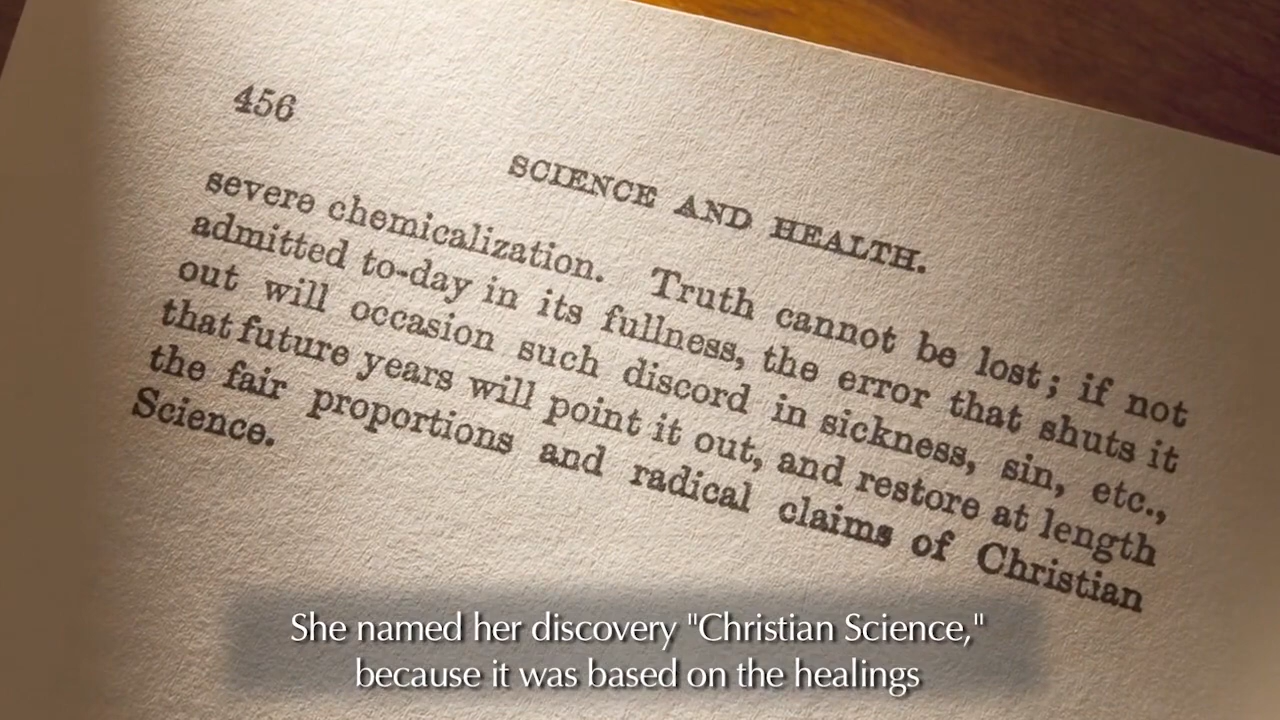 456
SCIENCE AND HEALTH.
severe chemicalization. Truth cannot be lost; if not
admitted to-day in its fullness, the error that shuts it
out will occasion such discord in sickness, sin, etc.,
that future years will point it out, and restore at length
the fair proportions and radical claims of Christian
Science.
She named her discovery "Christian Science,"
because it was based on the healings